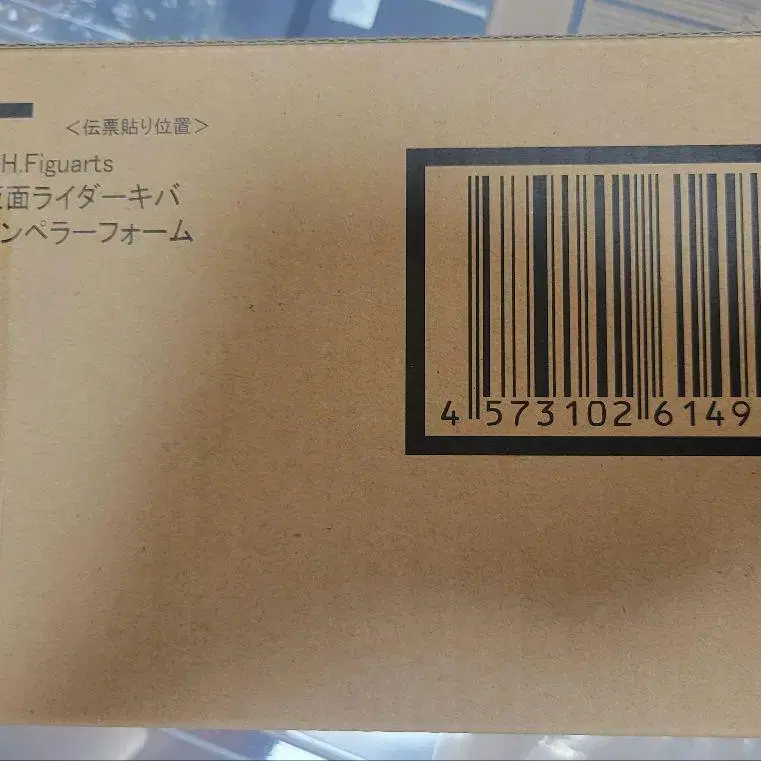 <伝票貼り位置>
H.Figuarts
面ライダーキバ
ンペラーフォーム
4 573102 6149